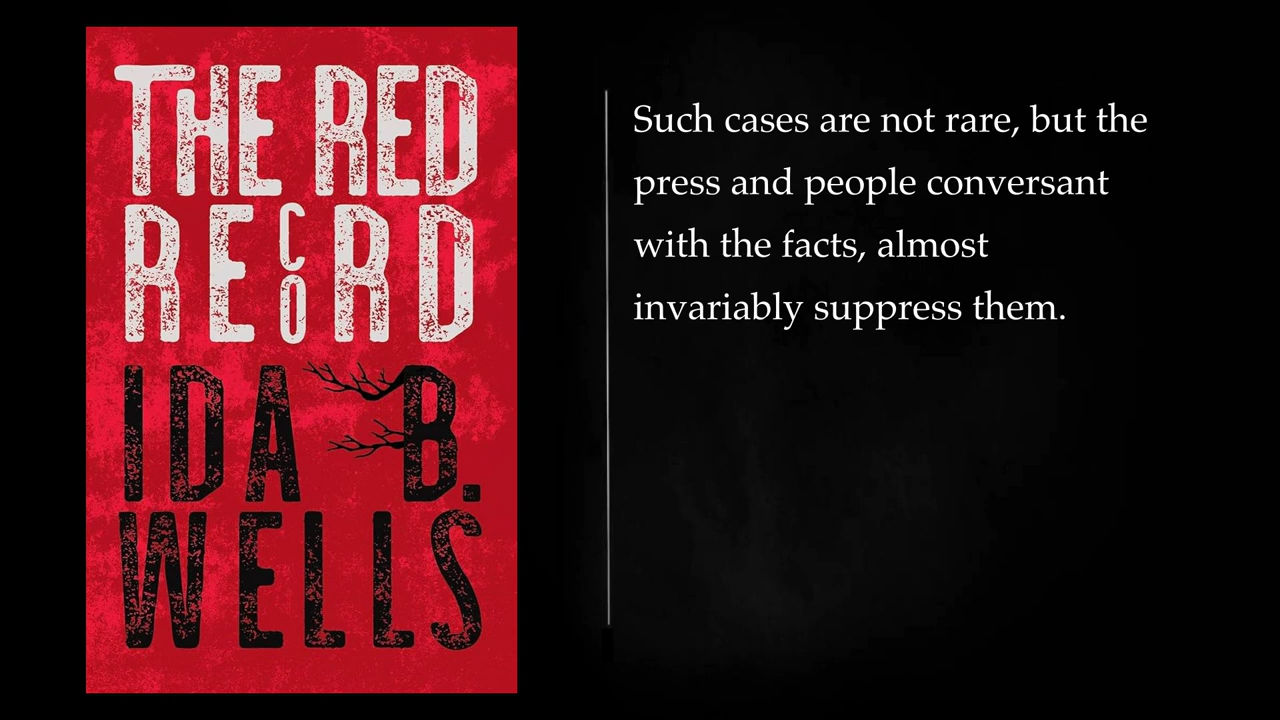 THE RED
RECORD
IDA B.
WELLS
Such cases are not rare, but the
press and people conversant
with the facts, almost
invariably suppress them.